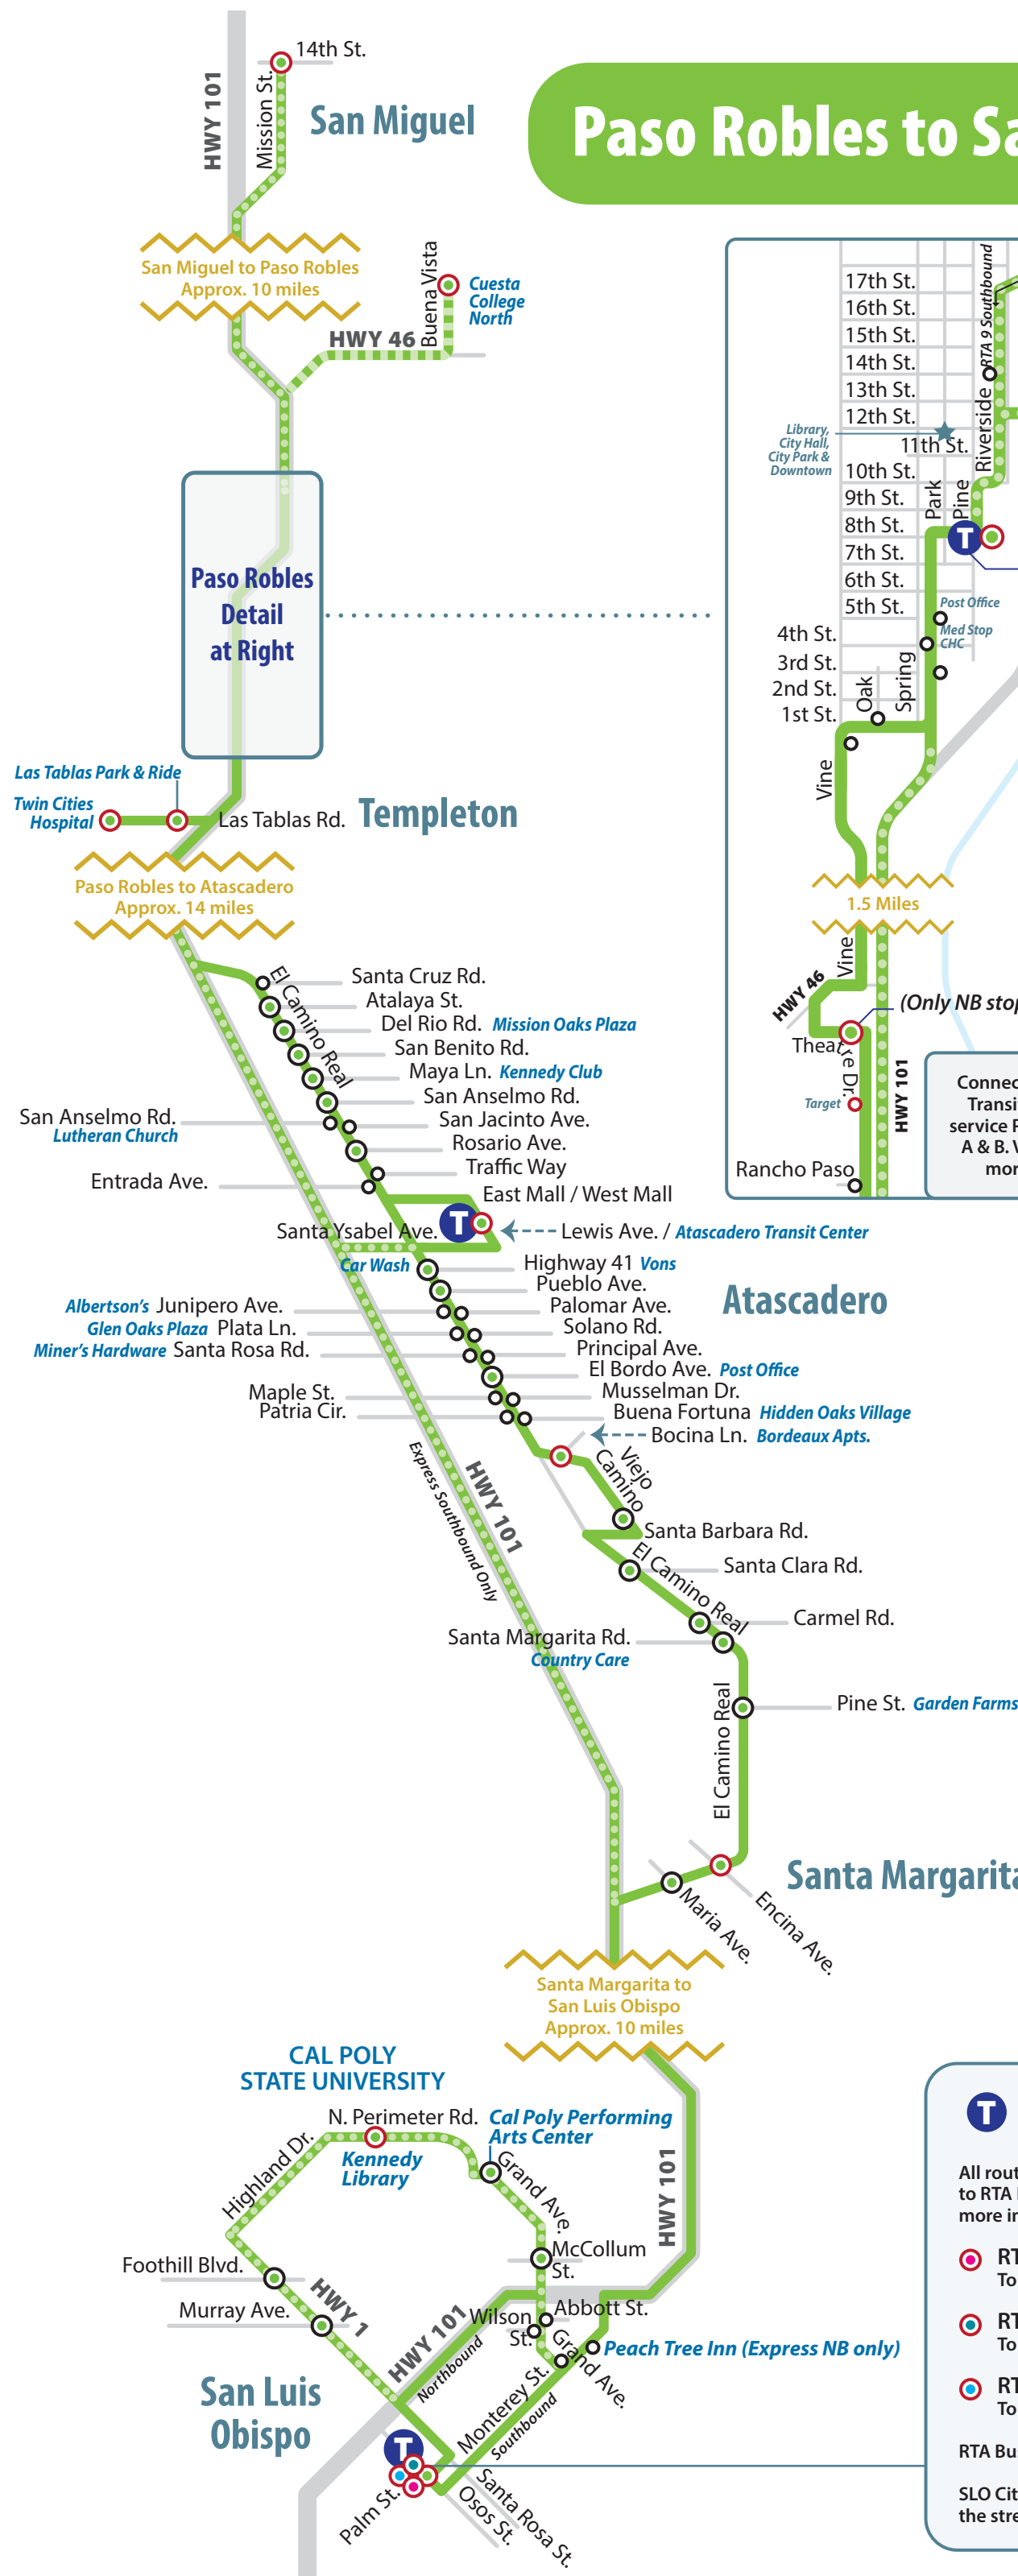 14th St.
HWY 101
Mission St.
San Miguel
Paso Robles to Sa
San Miguel to Paso Robles
Approx. 10 miles
Buena Vista
Cuesta
College
North
HWY 46
17th St.
16th St.
15th St.
14th St.
13th St.
12th St.
11th St.
10th St.
9th St.
8th St.
7th St.
6th St.
5th St.
4th St.
3rd St.
2nd St.
1st St.
RTA 9 Southbound
Riverside
Library,
City Hall,
City Park &
Downtown
Park
Pine
T
Post Office
Med Stop
CHC
Oak
Spring
Vine
1.5 Miles
Vine
HWY 46
(Only NB stop
Theatre Dr.
Target
HWY 101
Rancho Paso
Connec
Transi
service R
A & B. V
mor
Paso Robles
Detail
at Right
Las Tablas Park & Ride
Twin Cities
Hospital
Las Tablas Rd.
Templeton
Paso Robles to Atascadero
Approx. 14 miles
El Camino Real
Santa Cruz Rd.
Atalaya St.
Del Rio Rd. Mission Oaks Plaza
San Benito Rd.
Maya Ln. Kennedy Club
San Anselmo Rd.
San Anselmo Rd.
Lutheran Church
San Jacinto Ave.
Rosario Ave.
Traffic Way
Entrada Ave.
East Mall / West Mall
Santa Ysabel Ave.
T
Lewis Ave. / Atascadero Transit Center
Car Wash
Highway 41 Vons
Pueblo Ave.
Atascadero
Albertson's Junipero Ave.
Palomar Ave.
Glen Oaks Plaza Plata Ln.
Solano Rd.
Miner's Hardware Santa Rosa Rd.
Principal Ave.
El Bordo Ave. Post Office
Maple St.
Musselman Dr.
Patria Cir.
Buena Fortuna Hidden Oaks Village
Bocina Ln. Bordeaux Apts.
HWY 101
Express Southbound Only
Viejo
Camino
Santa Barbara Rd.
El Camino Real
Santa Clara Rd.
Carmel Rd.
Santa Margarita Rd.
Country Care
El Camino Real
Pine St. Garden Farms
Santa Margarita
Maria Ave.
Encina Ave.
Santa Margarita to
San Luis Obispo
Approx. 10 miles
CAL POLY
STATE UNIVERSITY
N. Perimeter Rd.
Cal Poly Performing
Arts Center
Kennedy
Library
Highland Dr.
Grand Ave.
HWY 101
McCollum
St.
Foothill Blvd.
Murray Ave.
HWY 1
HWY 101
Northbound
Wilson
St.
Abbott St.
Grand Ave.
Peach Tree Inn (Express NB only)
Monterey St.
Southbound
San Luis
Obispo
T
Palm St.
Osos St.
Santa Rosa St.
T
All rout
to RTA
more in
RT
To
RT
To
RT
To
RTA Bu
SLO Cit
the stre